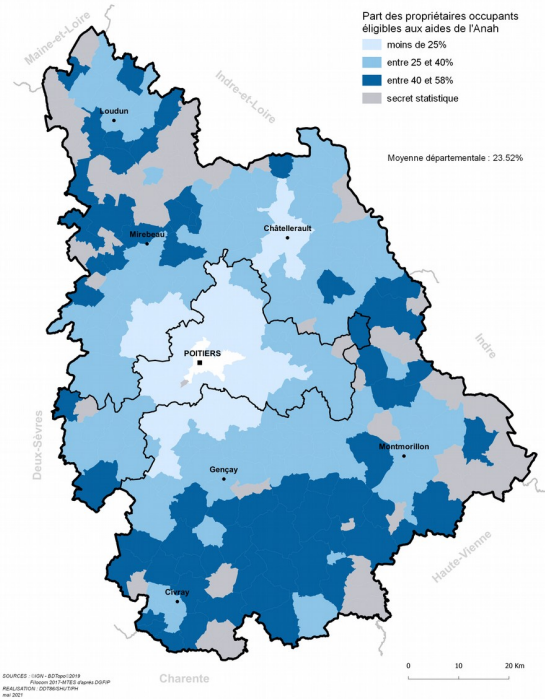 Part des propriétaires occupants
éligibles aux aides de l'Anah
moins de 25%
entre 25 et 40%
entre 40 et 58%
secret statistique
Moyenne départementale : 23.52%
Maine-et-Loire
Indre-et-Loire
Loudun
Mirebeau
Châtellerault
POITIERS
Indre
Deux-Sèvres
Montmorillon
Gençay
Haute-Vienne
Civray
Charente
0 10 20 Km
SOURCES : ©IGN - BDTopo©2019
Filocom 2017-MTES d'après DGFiP
REALISATION : DDT86/SHUT/PH
mai 2021